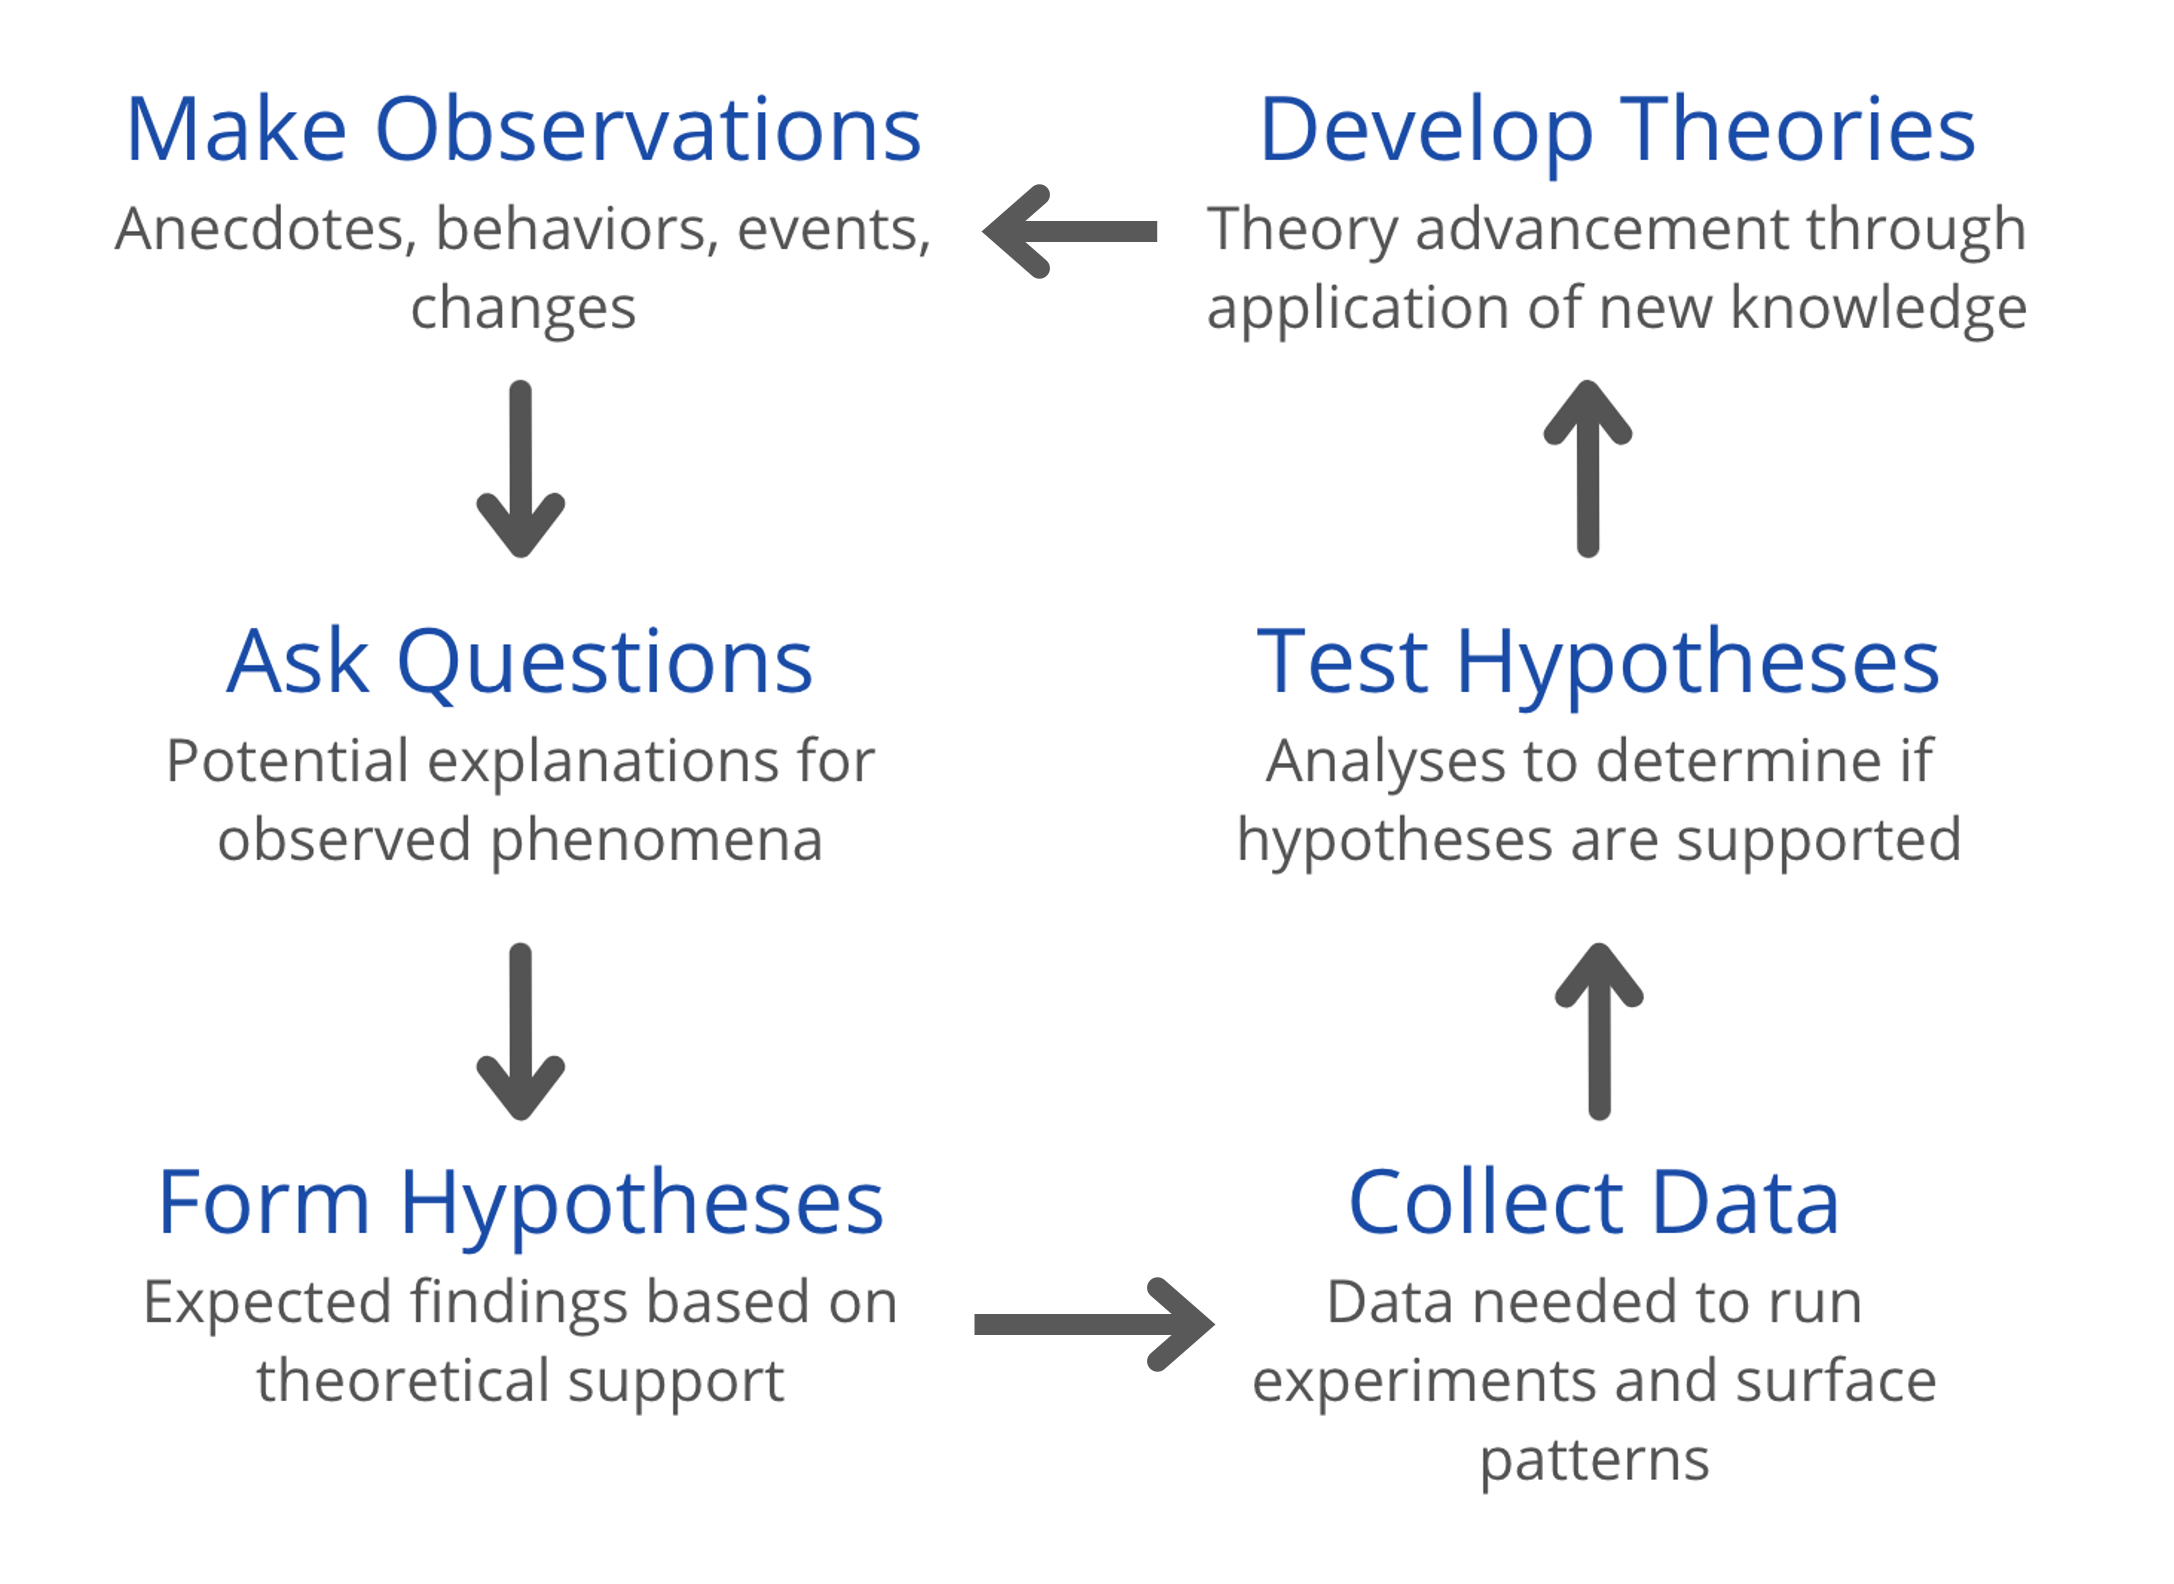 Make Observations
Anecdotes, behaviors, events,
changes
Ask Questions
Potential explanations for
observed phenomena
Form Hypotheses
Expected findings based on
theoretical support
Collect Data
Data needed to run
experiments and surface
patterns
Test Hypotheses
Analyses to determine if
hypotheses are supported
Develop Theories
Theory advancement through
application of new knowledge